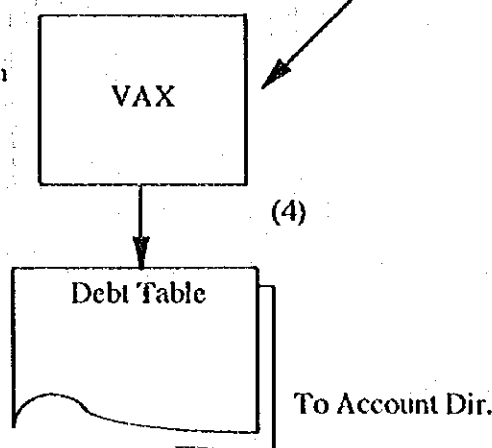 VAX
(4)
Debt Table
To Account Dir.